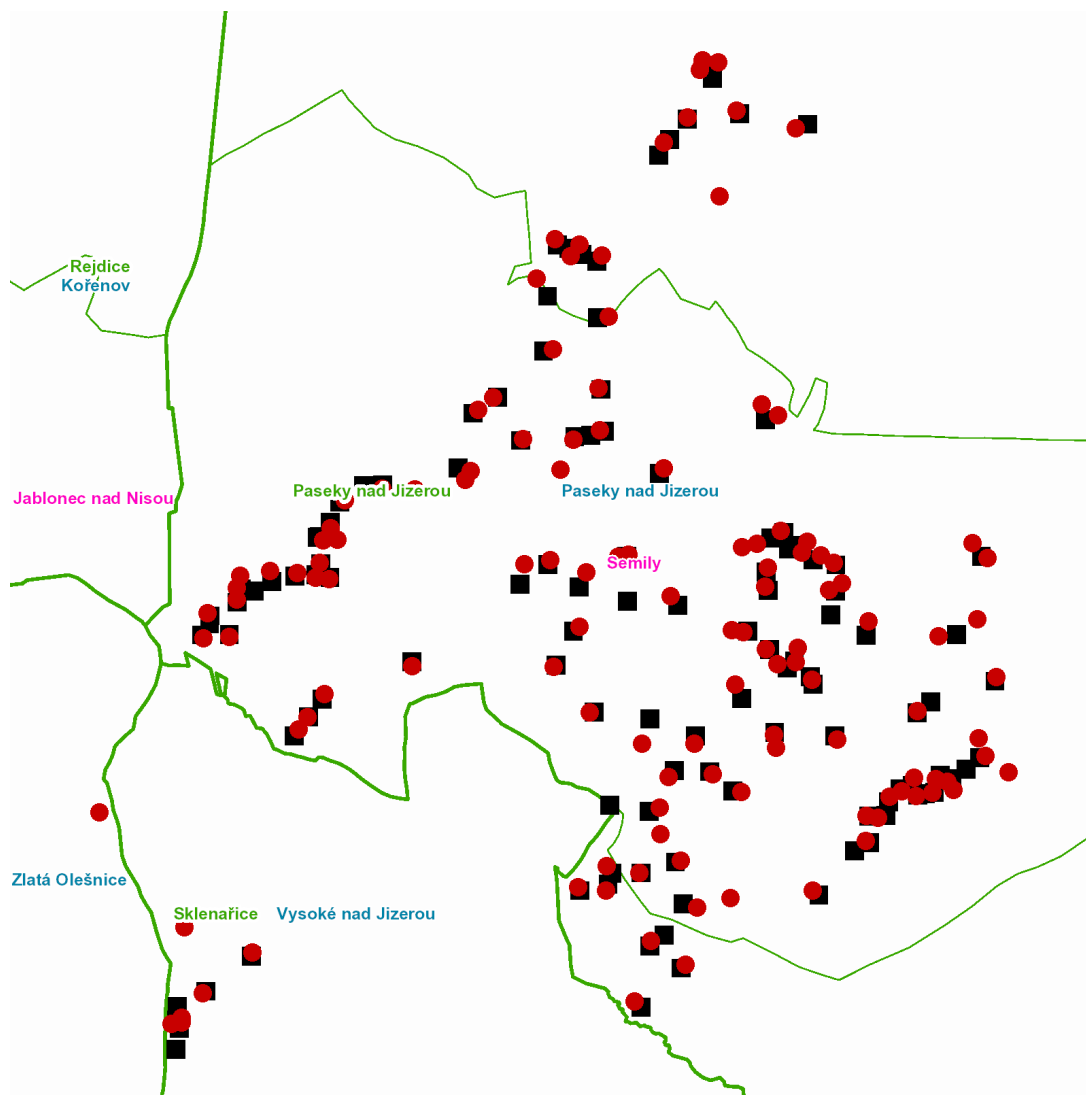 Rejdice
Kořenov
Jablonec nad Nisou
Paseky nad Jizerou
Paseky nad Jizerou
Semily
Zlatá Olešnice
Sklenařice
Vysoké nad Jizerou